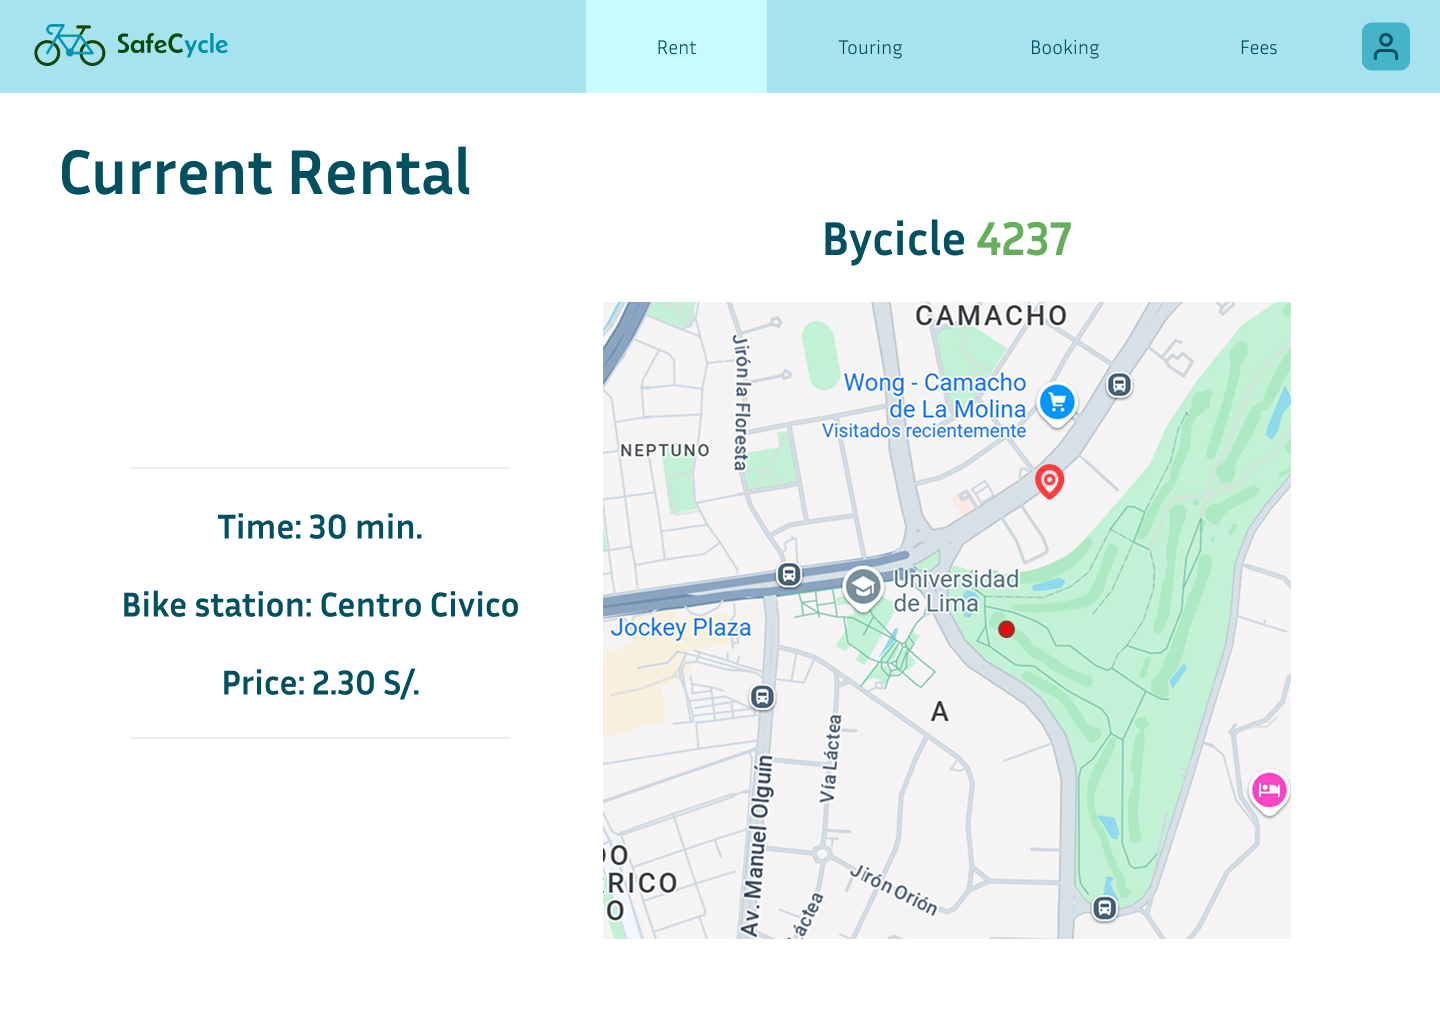 SafeCycle
Rent
Touring
Booking
Fees
Current Rental
Bycicle 4237
Time: 30 min.
Bike station: Centro Civico
Price: 2.30 S/.
CAMACHO
Jirón la Floresta
Wong - Camacho
de La Molina
Visitados recientemente
NEPTUNO
Universidad
de Lima
Jockey Plaza
A
Vía Láctea
Av. Manuel Olguín
Jirón Orión
áctea
DO
RICO
O